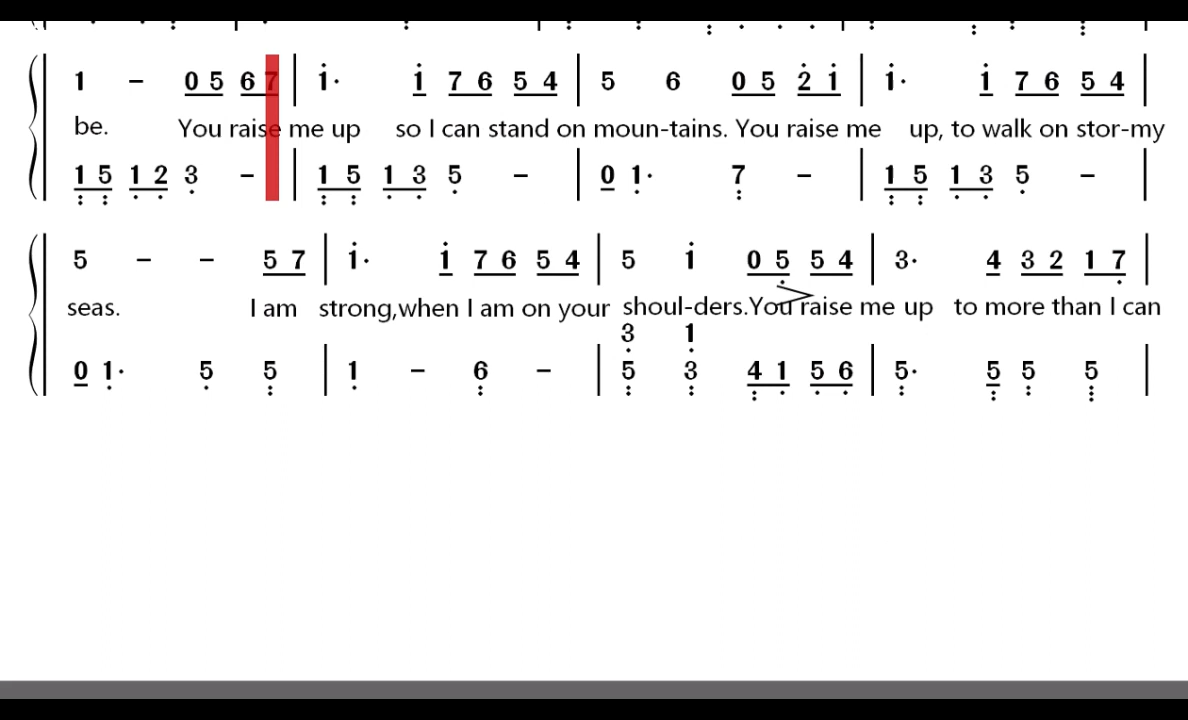 1 - 0 5 6 7 | i· i 7 6 5 4 | 5 6 0 5 2̇ i | i· i 7 6 5 4 |
be. You raise me up so I can stand on moun-tains. You raise me up, to walk on stor-my
1 5 1 2 3 - | 1 5 1 3 5 - | 0 1· 7 - | 1 5 1 3 5 - |
5 - - 5 7 | i· i 7 6 5 4 | 5 i 0 5 5 4 | 3· 4 3 2 1 7 |
seas. I am strong,when I am on your shoul-ders.You raise me up to more than I can
3 1
0 1· 5 5 | 1 - 6 - | 5 3 4 1 5 6 | 5· 5 5 5 |